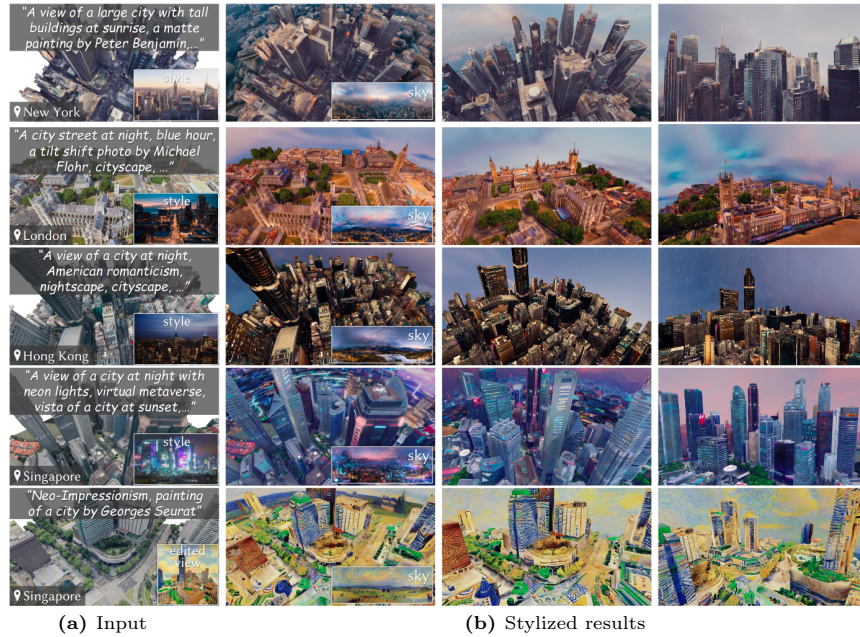 "A view of a large city with tall
buildings at sunrise, a matte
painting by Peter Benjamin,..."
style
sky
New York
"A city street at night, blue hour,
a tilt shift photo by Michael
Flohr, cityscape, ..."
style
sky
London
"A view of a city at night,
American romanticism,
nightscape, cityscape, ..."
style
sky
Hong Kong
"A view of a city at night with
neon lights, virtual metaverse,
vista of a city at sunset,..."
style
sky
Singapore
"Neo-Impressionism, painting
of a city by Georges Seurat"
edited
view
sky
Singapore
(a) Input
(b) Stylized results